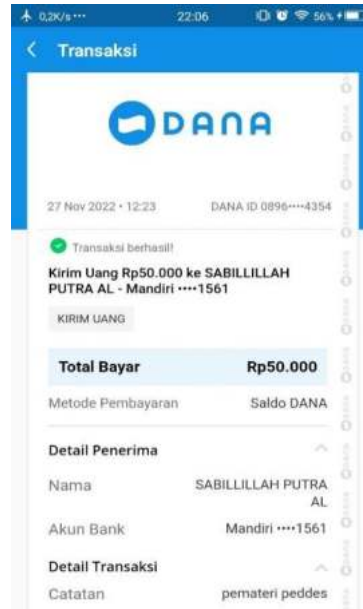 0,2K/s ··· 22:06 56%
Transaksi
DANA
27 Nov 2022 • 12:23 DANA ID 0896····4354
Transaksi berhasil!
Kirim Uang Rp50.000 ke SABILLILLAH
PUTRA AL - Mandiri ····1561
KIRIM UANG
Total Bayar Rp50.000
Metode Pembayaran Saldo DANA
Detail Penerima
Nama SABILLILLAH PUTRA
AL
Akun Bank Mandiri ····1561
Detail Transaksi
Catatan pemateri peddes